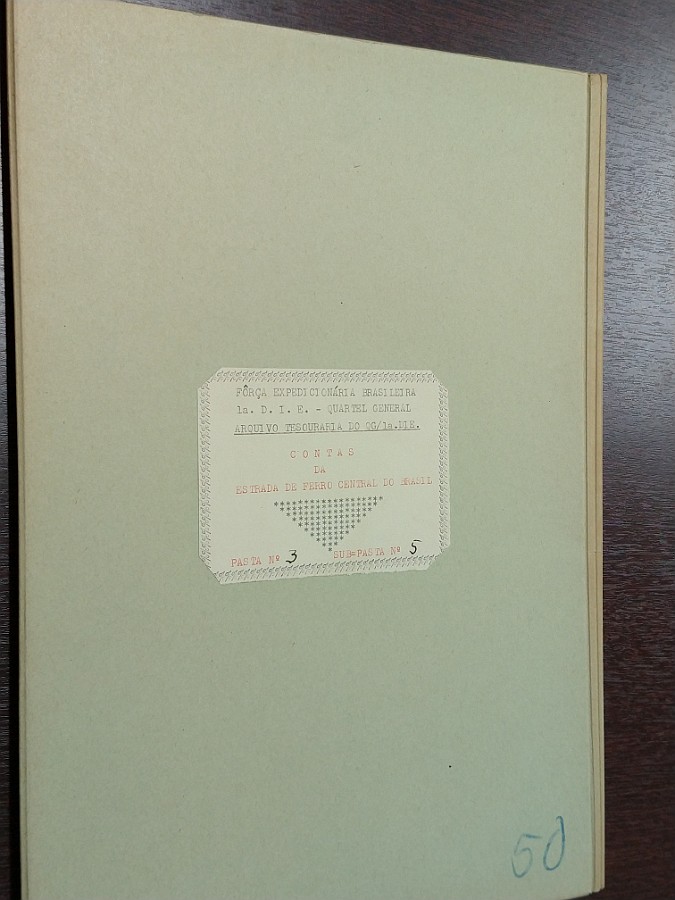 FÔRÇA EXPEDICIONÁRIA BRASILEIRA
1a. D. I. E. - QUARTEL GENERAL
ARQUIVO TESOURARIA DO QG/1a.DIE.
C O N T A S
DA
ESTRADA DE FERRO CENTRAL DO BRASIL
PASTA Nº 3 SUB=PASTA Nº 5
50